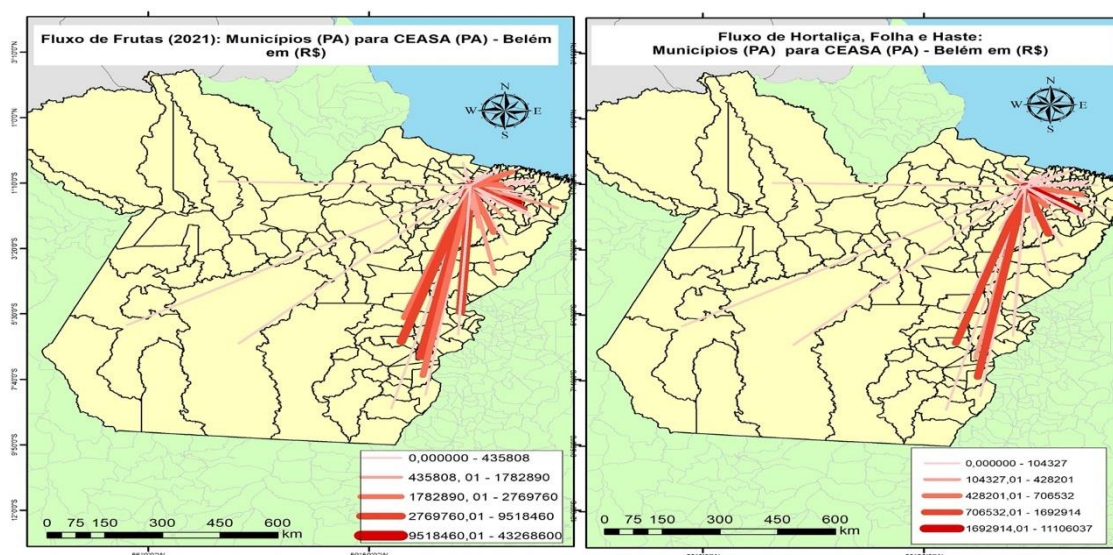 Fluxo de Frutas (2021): Municípios (PA) para CEASA (PA) - Belém
em (R$)
N
W E
S
0,000000 - 435808
435808, 01 - 1782890
1782890, 01 - 2769760
2769760,01 - 9518460
9518460,01 - 43268600
0 75 150 300 450 600
km
Fluxo de Hortaliça, Folha e Haste:
Municípios (PA) para CEASA (PA) - Belém em (R$)
N
W E
S
0,000000 - 104327
104327,01 - 428201
428201,01 - 706532
706532,01 - 1692914
1692914,01 - 11106037
0 75 150 300 450 600
km